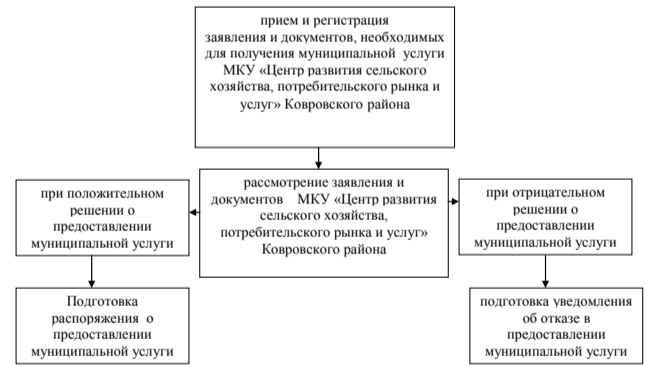 прием и регистрация
заявления и документов, необходимых
для получения муниципальной услуги
МКУ «Центр развития сельского
хозяйства, потребительского рынка и
услуг» Ковровского района
рассмотрение заявления и
документов МКУ «Центр развития
сельского хозяйства,
потребительского рынка и услуг»
Ковровского района
при положительном
решении о
предоставлении
муниципальной услуги
при отрицательном
решении о
предоставлении
муниципальной услуги
Подготовка
распоряжения о
предоставлении
муниципальной услуги
подготовка уведомления
об отказе в
предоставлении
муниципальной услуги